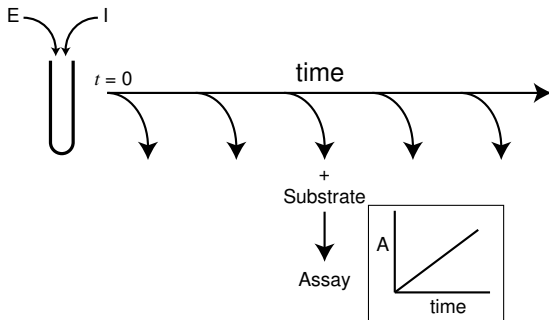 E
I
t = 0
time
+
Substrate
Assay
A
time